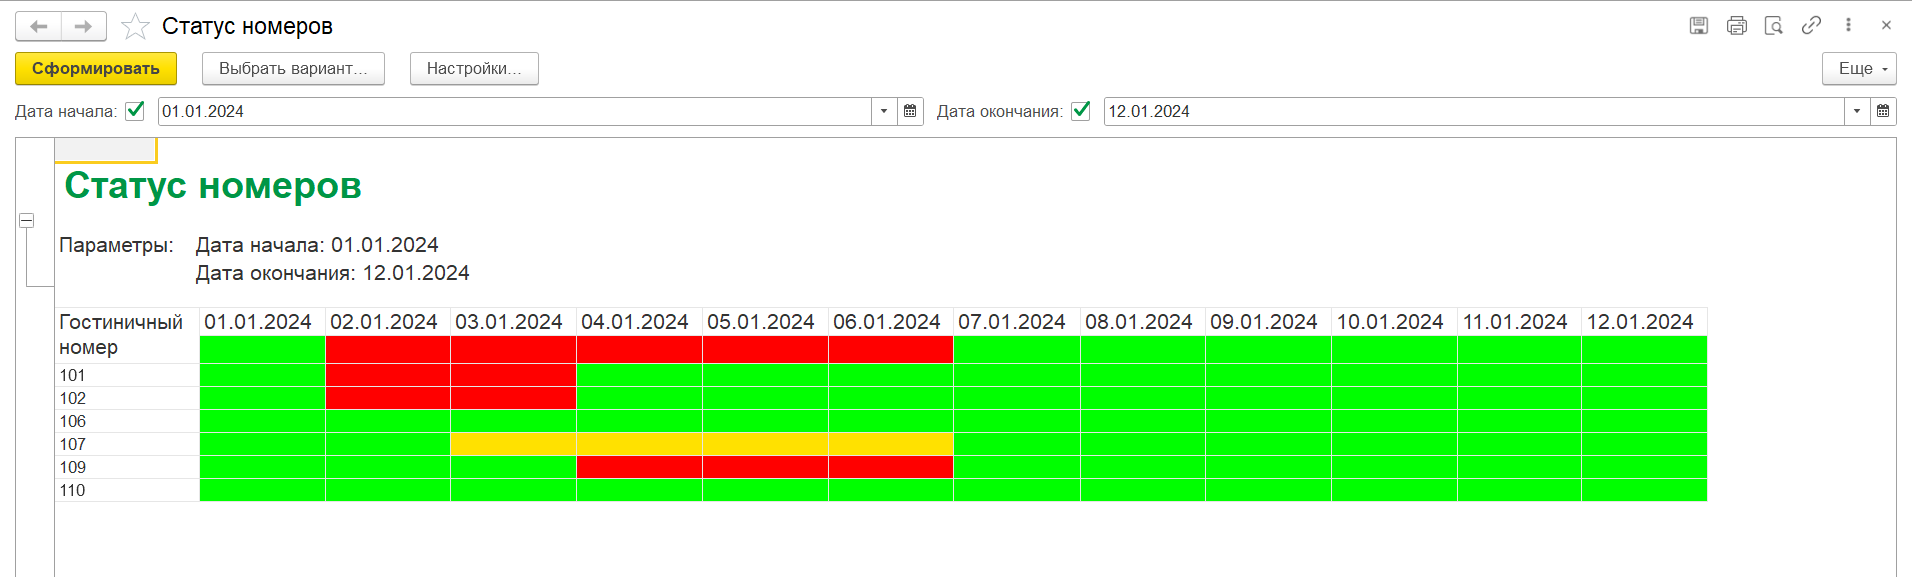 Статус номеров
Сформировать Выбрать вариант... Настройки... Еще
Дата начала: 01.01.2024 Дата окончания: 12.01.2024
Статус номеров
Параметры: Дата начала: 01.01.2024
Дата окончания: 12.01.2024
Гостиничный номер 01.01.2024 02.01.2024 03.01.2024 04.01.2024 05.01.2024 06.01.2024 07.01.2024 08.01.2024 09.01.2024 10.01.2024 11.01.2024 12.01.2024
101
102
106
107
109
110